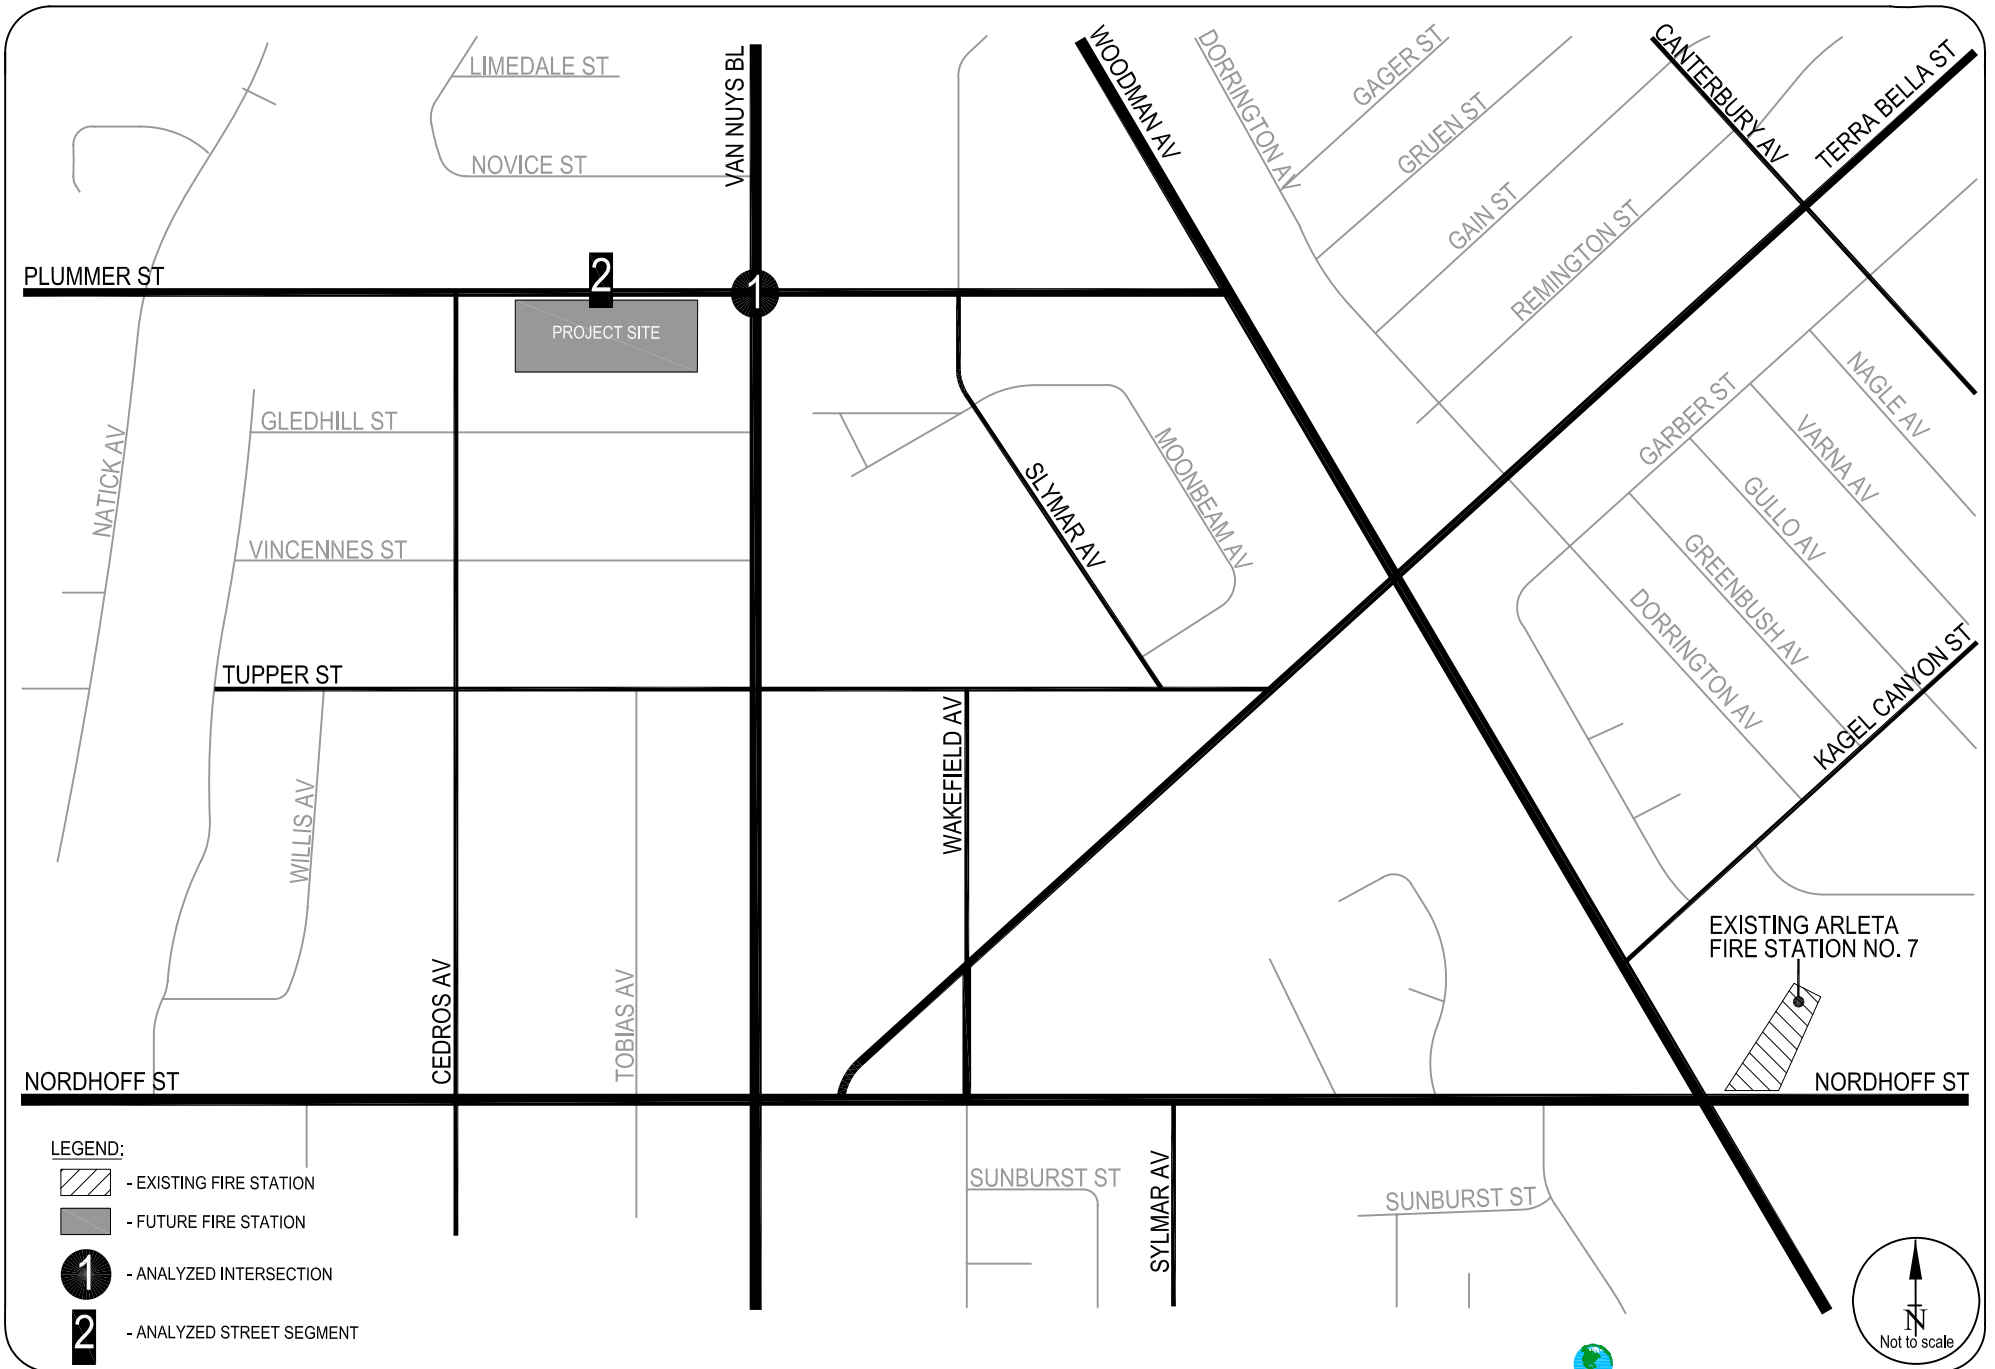 LIMEDALE ST
NOVICE ST
VAN NUYS BL
WOODMAN AV
DORRINGTON AV
GAGER ST
GRUEN ST
GAIN ST
REMINGTON ST
CANTERBURY AV
TERRA BELLA ST
PLUMMER ST
2
1
PROJECT SITE
GLEDHILL ST
NATICK AV
VINCENNES ST
SLYMAR AV
MOONBEAM AV
GARBER ST
NAGLE AV
VARNA AV
GULLO AV
GREENBUSH AV
DORRINGTON AV
KAGEL CANYON ST
TUPPER ST
WILLIS AV
WAKEFIELD AV
CEDROS AV
TOBIAS AV
EXISTING ARLETA
FIRE STATION NO. 7
NORDHOFF ST
NORDHOFF ST
SUNBURST ST
SYLMAR AV
SUNBURST ST
LEGEND:
- EXISTING FIRE STATION
- FUTURE FIRE STATION
1 - ANALYZED INTERSECTION
2 - ANALYZED STREET SEGMENT
N
Not to scale